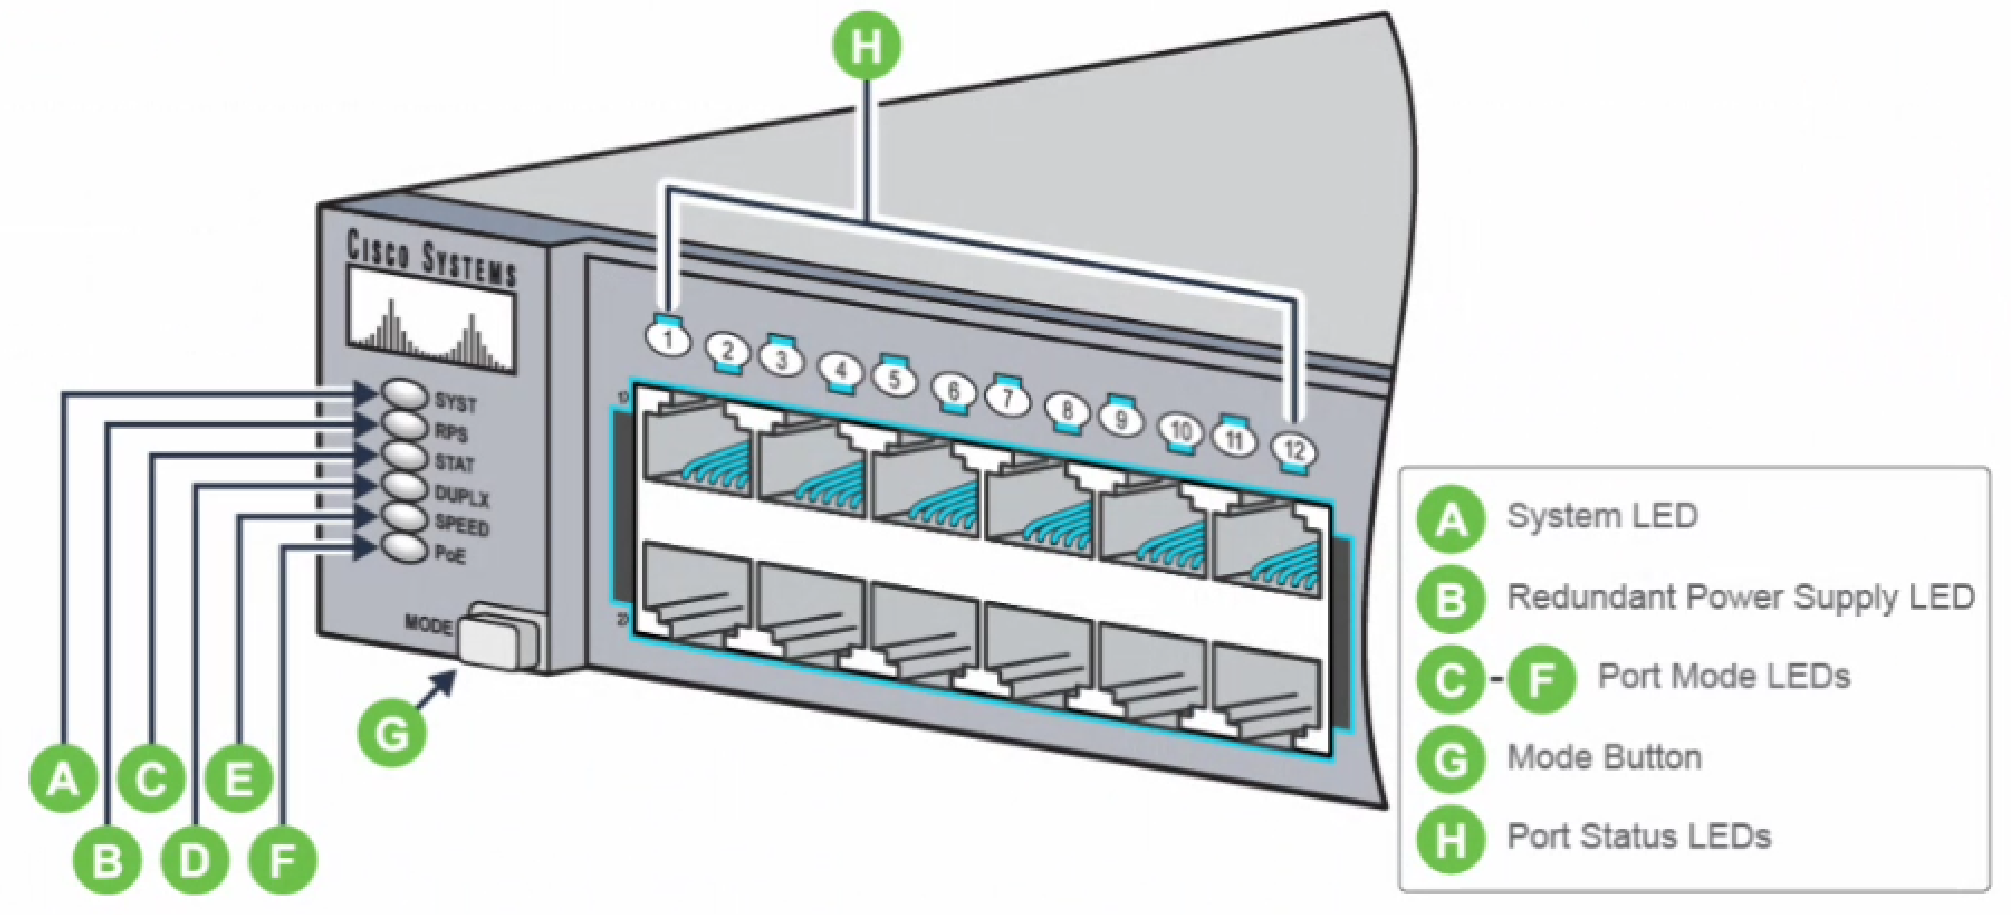 H
CISCO SYSTEMS
1 2 3 4 5 6 7 8 9 10 11 12
SYST
RPS
STAT
DUPLX
SPEED
PoE
MODE
G
A C E
B D F
A System LED
B Redundant Power Supply LED
C - F Port Mode LEDs
G Mode Button
H Port Status LEDs